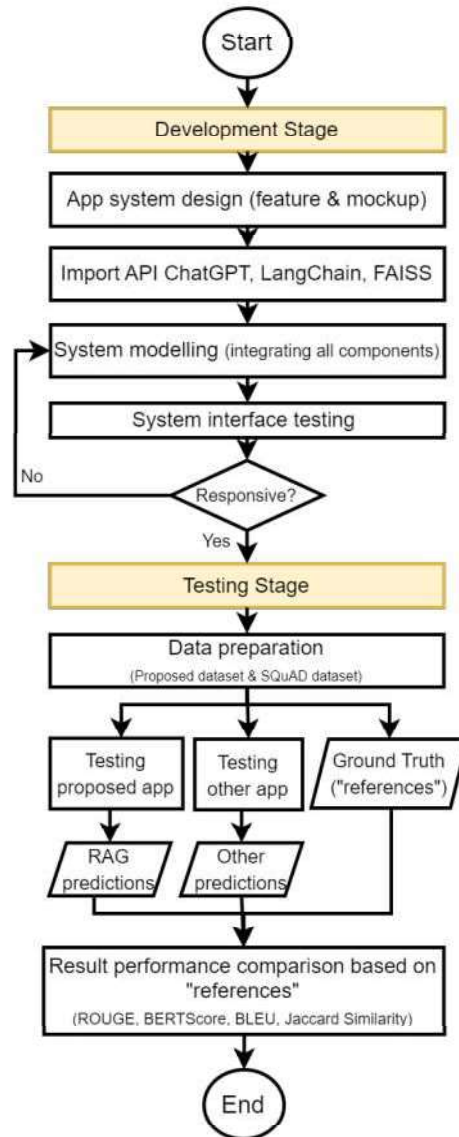 Start
Development Stage
App system design (feature & mockup)
Import API ChatGPT, LangChain, FAISS
System modelling (integrating all components)
System interface testing
No
Responsive?
Yes
Testing Stage
Data preparation
(Proposed dataset & SQuAD dataset)
Testing
proposed app
Testing
other app
Ground Truth
("references")
RAG
predictions
Other
predictions
Result performance comparison based on
"references"
(ROUGE, BERTScore, BLEU, Jaccard Similarity)
End